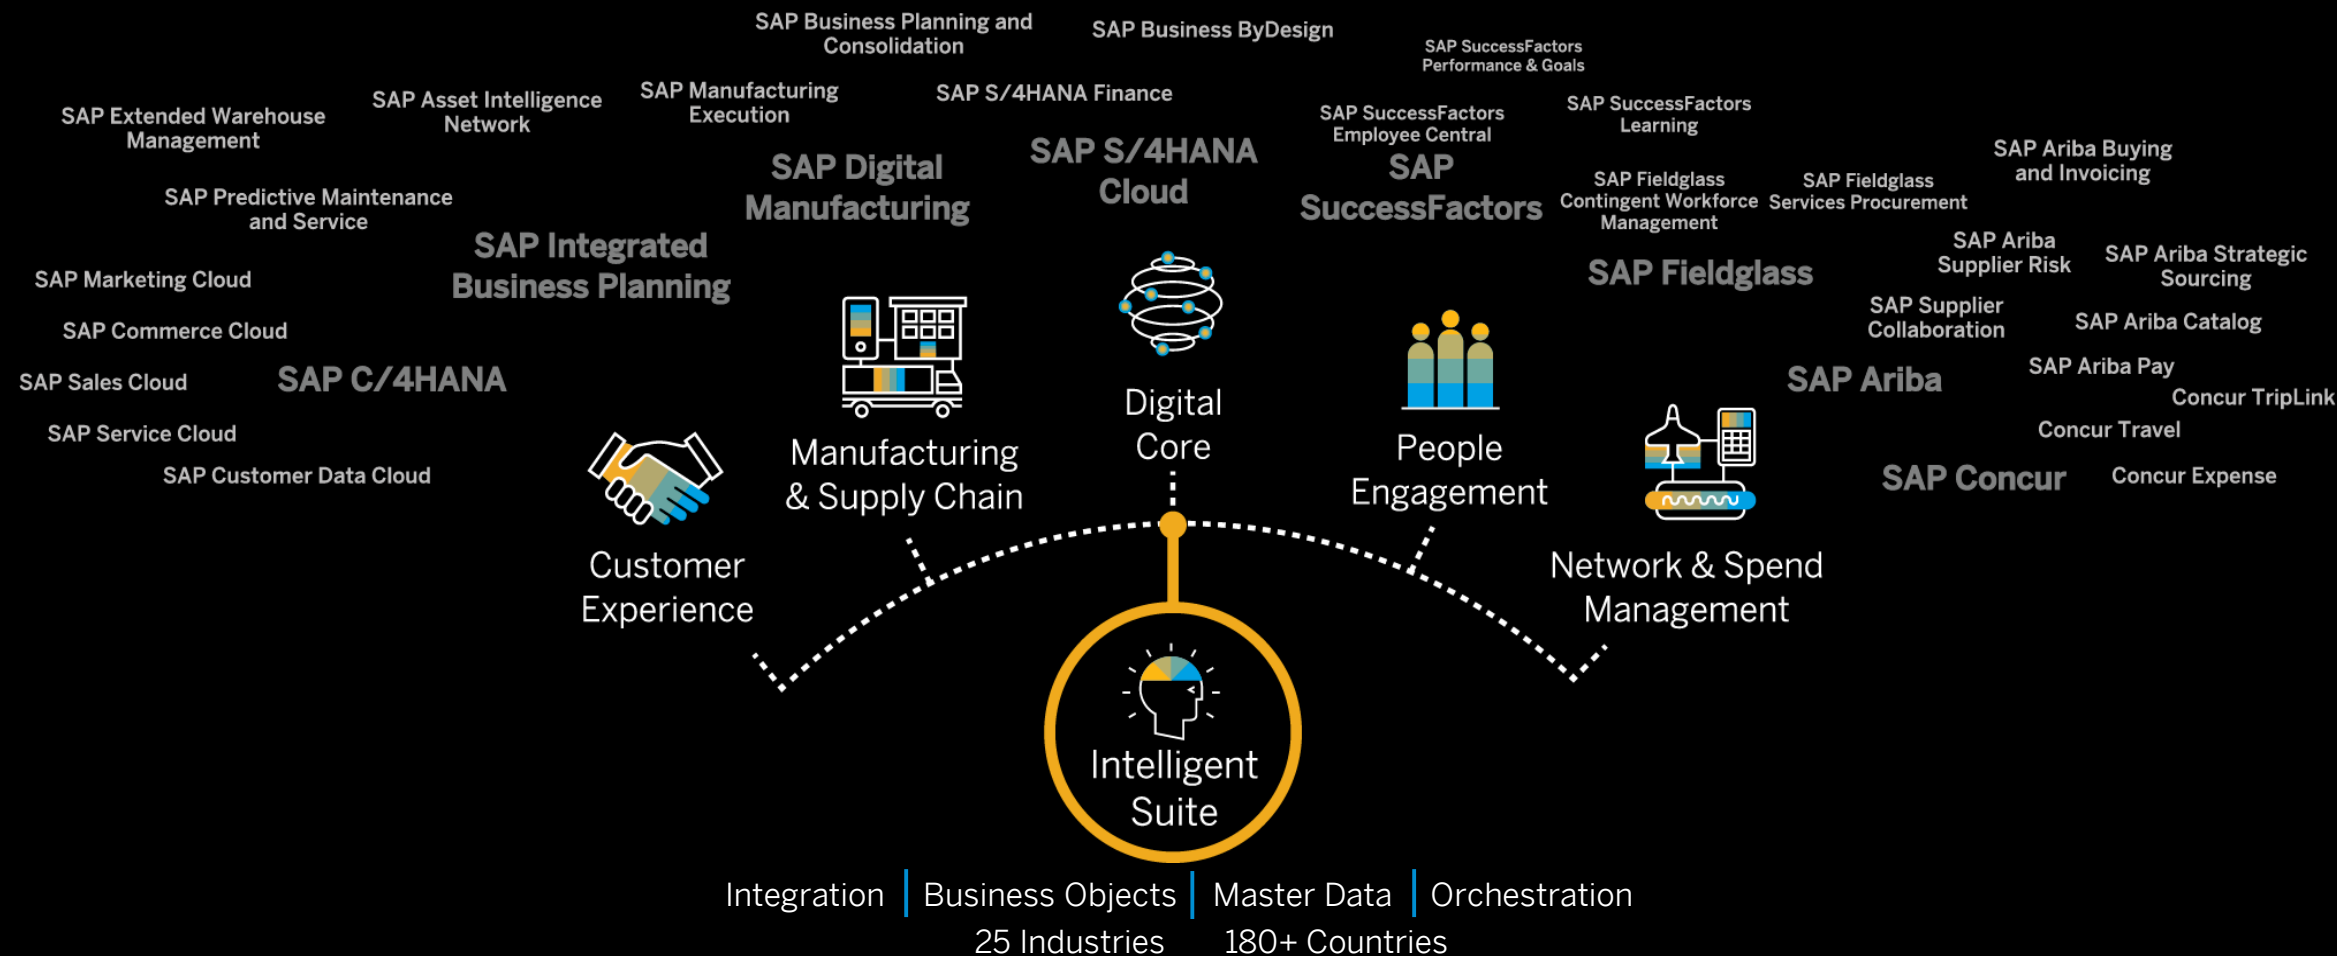 SAP Business Planning and
Consolidation
SAP Business ByDesign
SAP SuccessFactors
Performance & Goals
SAP Extended Warehouse
Management
SAP Asset Intelligence
Network
SAP Manufacturing
Execution
SAP S/4HANA Finance
SAP SuccessFactors
Employee Central
SAP SuccessFactors
Learning
SAP Digital
Manufacturing
SAP S/4HANA
Cloud
SAP
SuccessFactors
SAP Ariba Buying
and Invoicing
SAP Predictive Maintenance
and Service
SAP Fieldglass
Contingent Workforce
Management
SAP Fieldglass
Services Procurement
SAP Integrated
Business Planning
SAP Fieldglass
SAP Ariba
Supplier Risk
SAP Ariba Strategic
Sourcing
SAP Marketing Cloud
SAP Supplier
Collaboration
SAP Ariba Catalog
SAP Commerce Cloud
SAP Sales Cloud
SAP C/4HANA
SAP Ariba
SAP Ariba Pay
Concur TripLink
SAP Service Cloud
Concur Travel
SAP Customer Data Cloud
SAP Concur
Concur Expense
Customer
Experience
Manufacturing
& Supply Chain
Digital
Core
People
Engagement
Network & Spend
Management
Intelligent
Suite
Integration | Business Objects | Master Data | Orchestration
25 Industries 180+ Countries